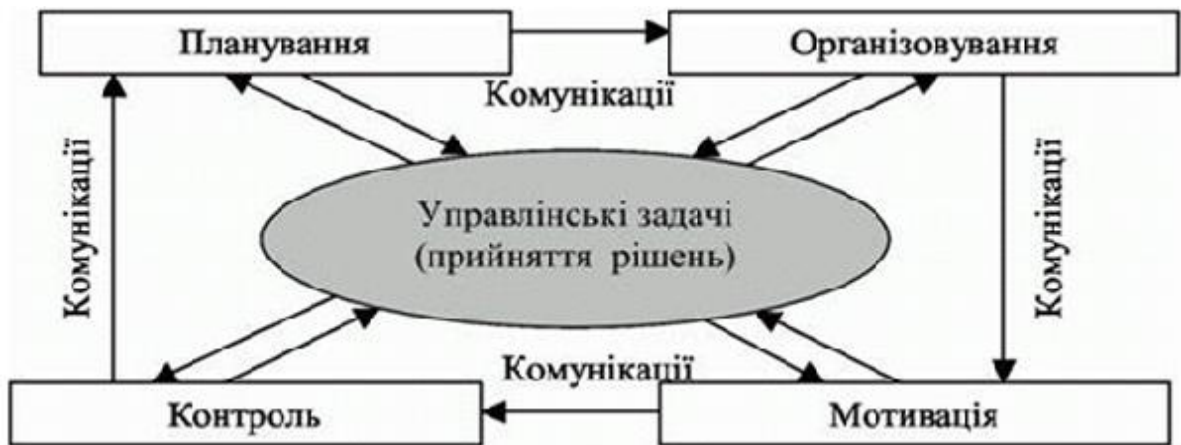 Планування
Організовування
Комунікації
Комунікації
Комунікації
Управлінські задачі
(прийняття рішень)
Комунікації
Контроль
Мотивація